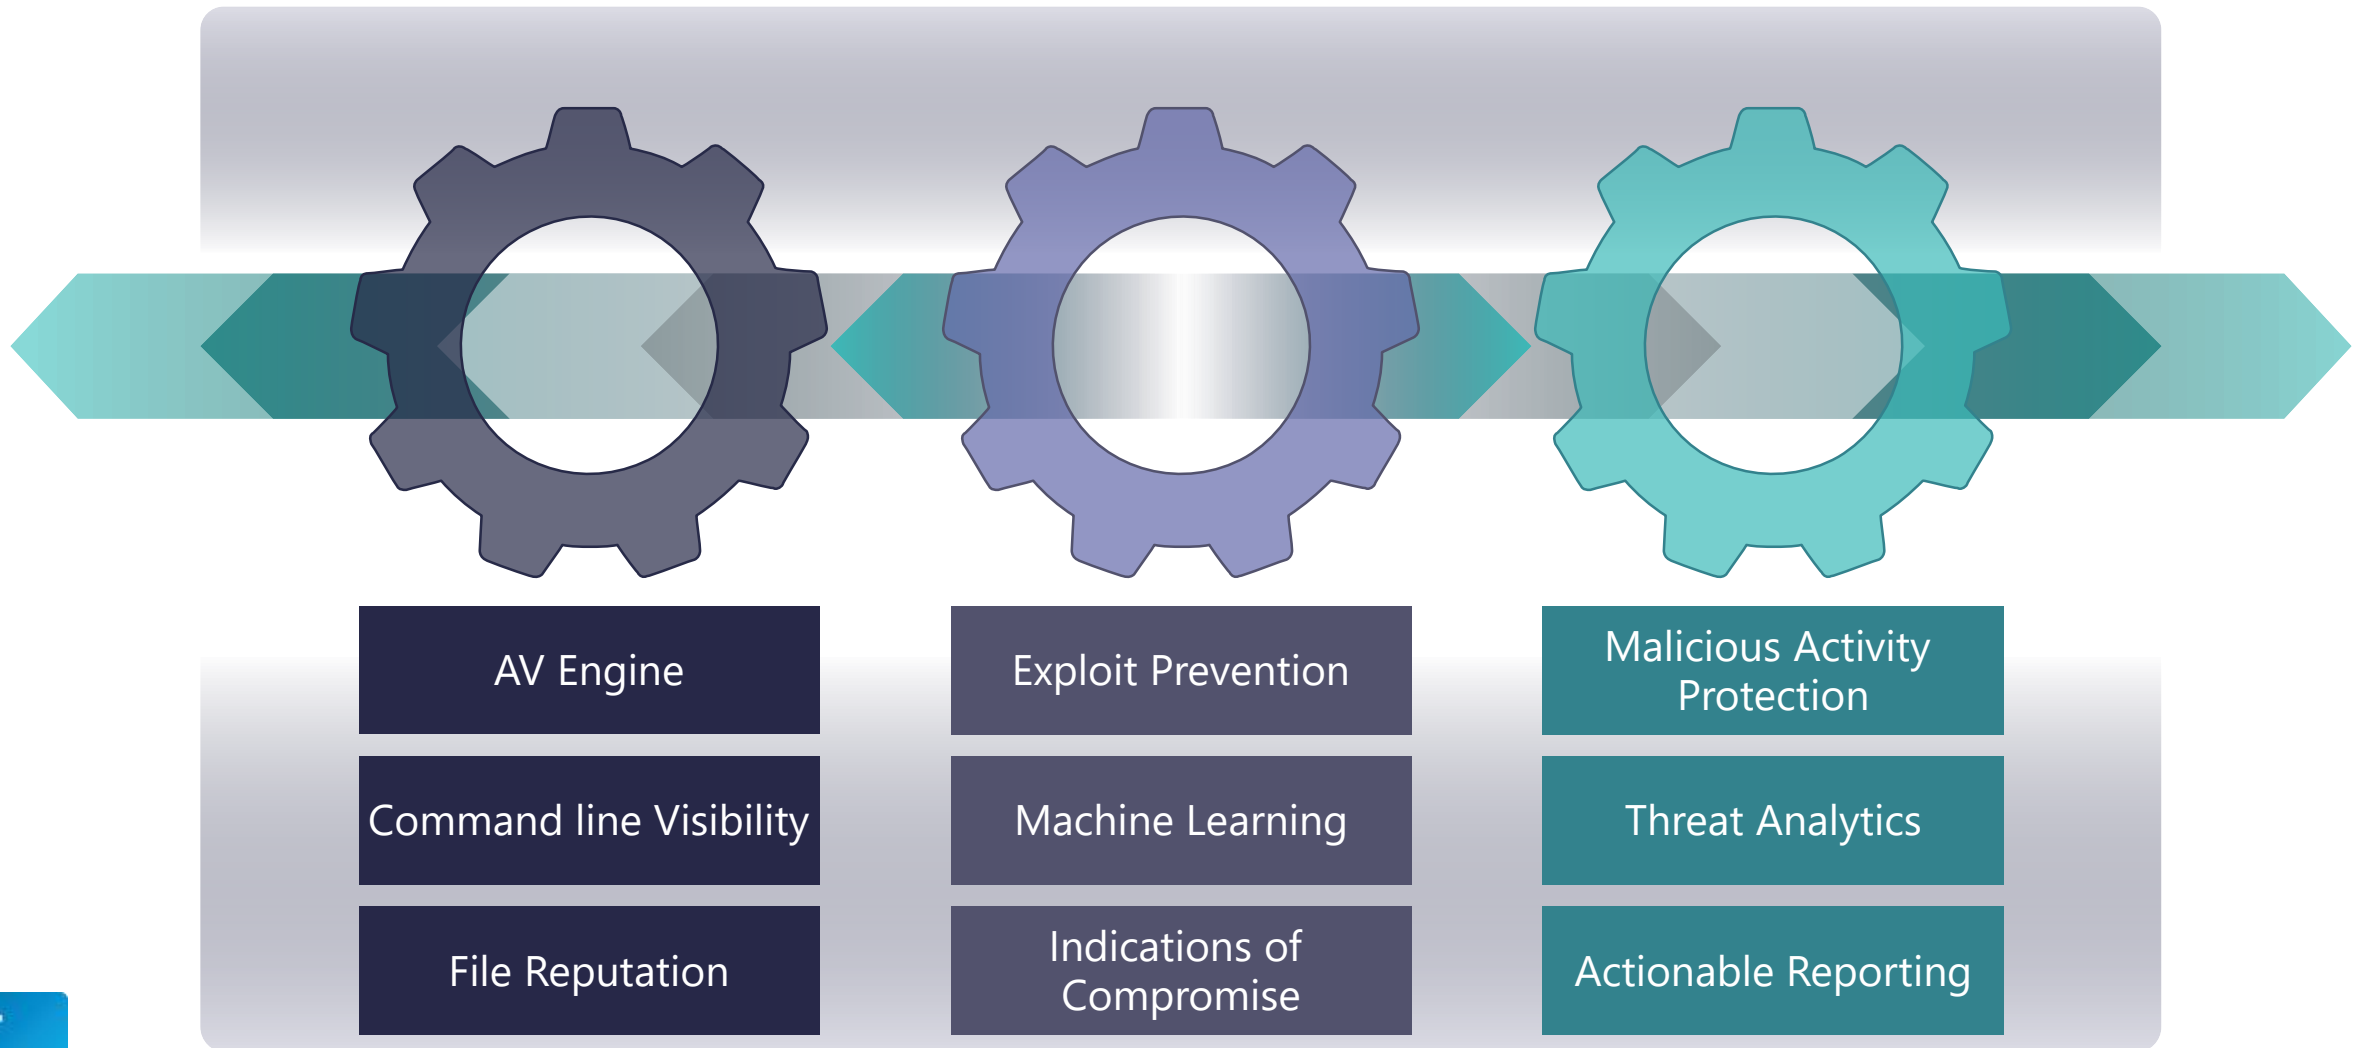 AV Engine
Command line Visibility
File Reputation
Exploit Prevention
Machine Learning
Indications of
Compromise
Malicious Activity
Protection
Threat Analytics
Actionable Reporting